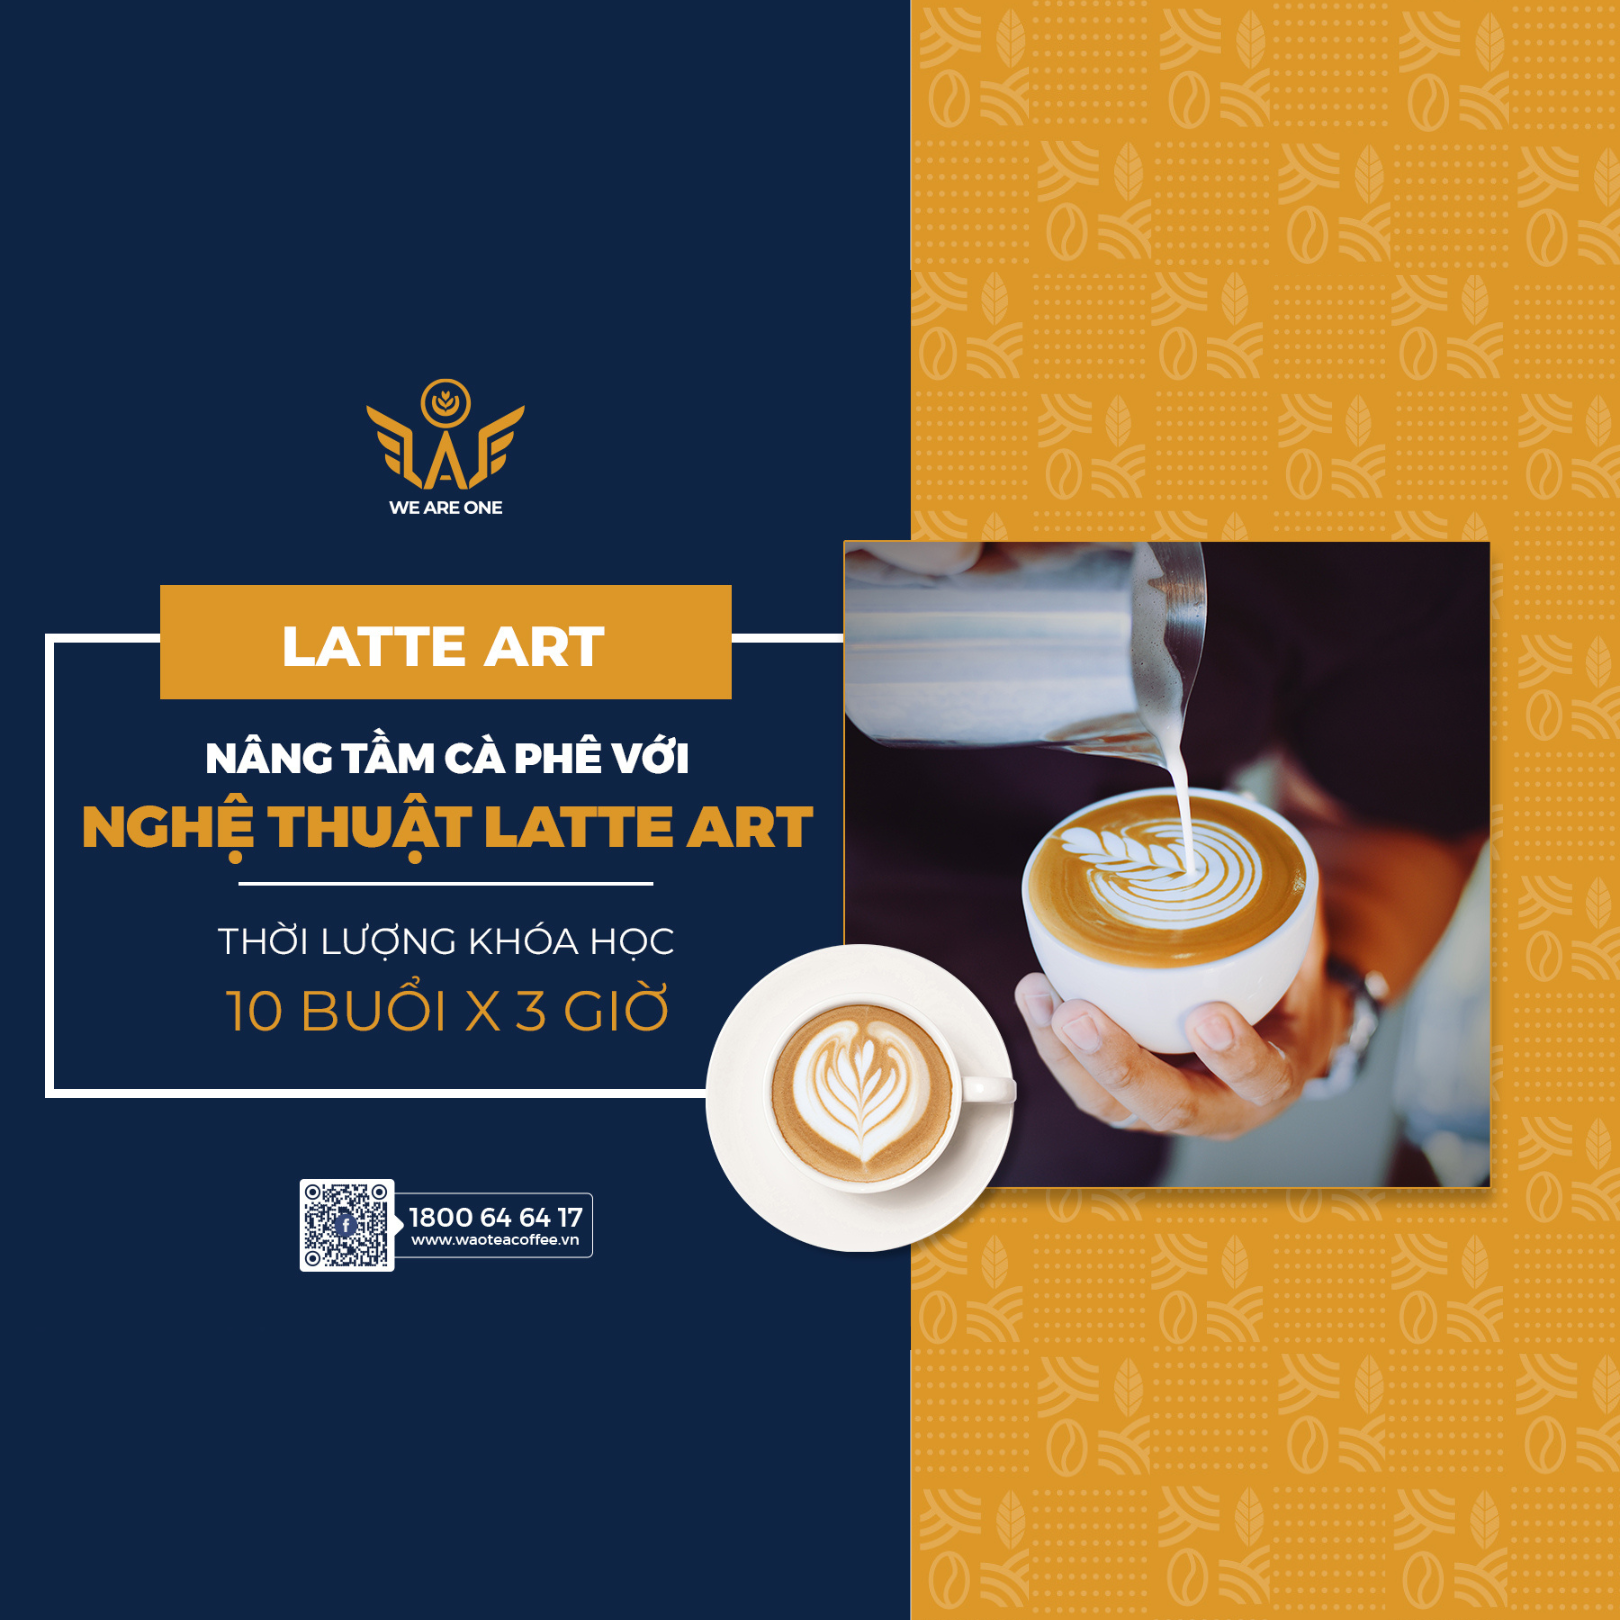 WE ARE ONE
LATTE ART
NÂNG TẦM CÀ PHÊ VỚI
NGHỆ THUẬT LATTE ART
THỜI LƯỢNG KHÓA HỌC
10 BUỔI X 3 GIỜ
1800 64 64 17
www.waoteacoffee.vn